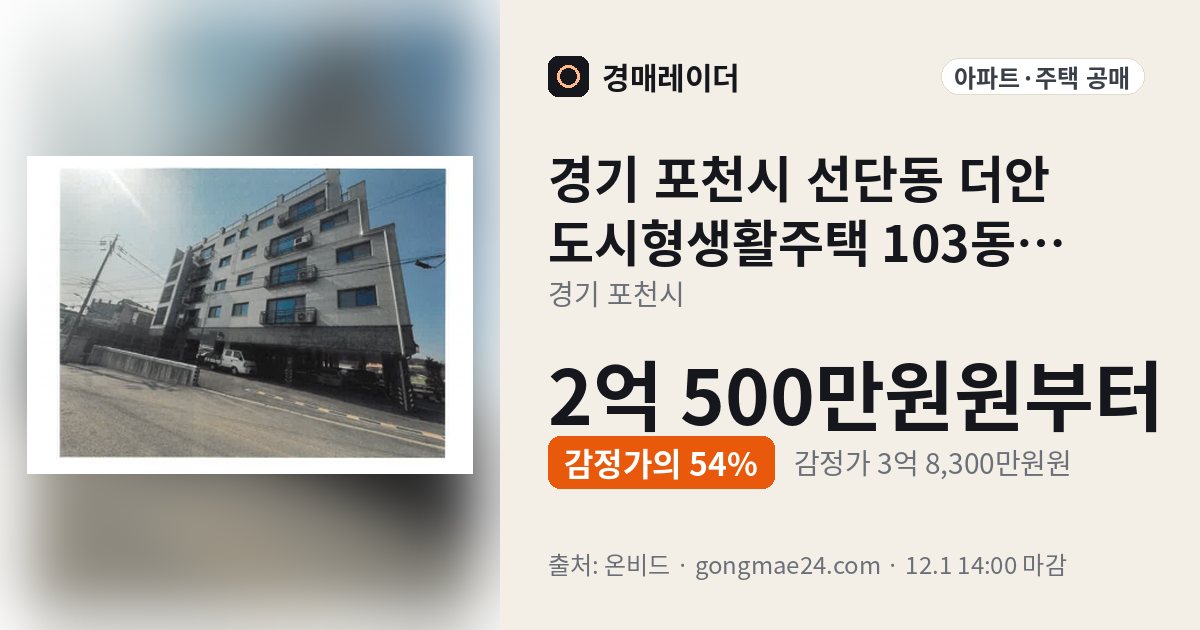 경매레이더
아파트·주택 공매
경기 포천시 선단동 더안
도시형생활주택 103동…
경기 포천시
2억 500만원원부터
감정가의 54% 감정가 3억 8,300만원원
출처: 온비드 · gongmae24.com · 12.1 14:00 마감